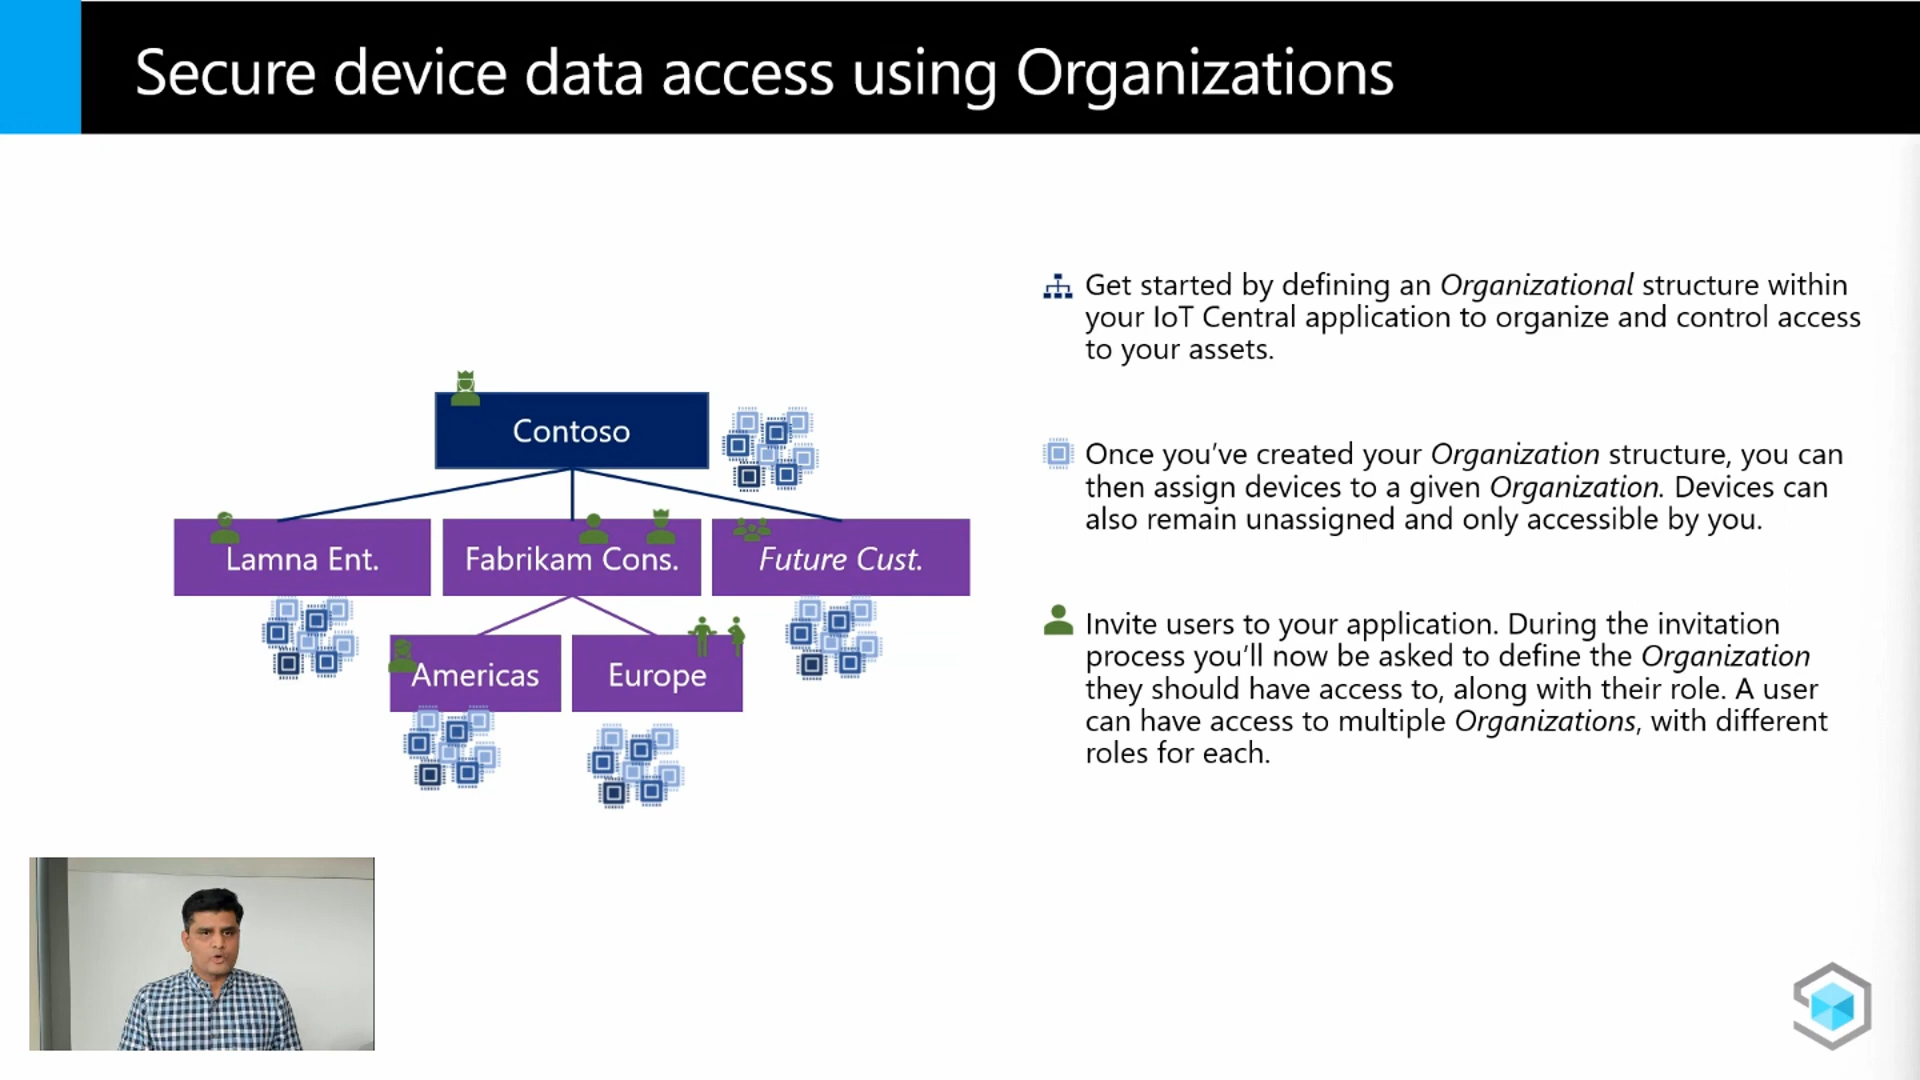 Secure device data access using Organizations
Contoso
Lamna Ent.
Fabrikam Cons.
Future Cust.
Americas
Europe
Get started by defining an Organizational structure within
your IoT Central application to organize and control access
to your assets.
Once you've created your Organization structure, you can
then assign devices to a given Organization. Devices can
also remain unassigned and only accessible by you.
Invite users to your application. During the invitation
process you'll now be asked to define the Organization
they should have access to, along with their role. A user
can have access to multiple Organizations, with different
roles for each.